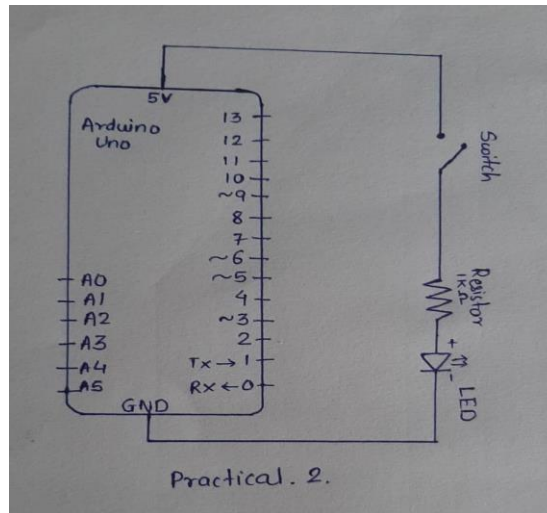 5V
Arduino
Uno
13
12
11
10
~9
8
7
~6
~5
4
~3
2
Tx→1
Rx←0
A0
A1
A2
A3
A4
A5
GND
Switch
Resistor
1KΩ
+
-
LED
Practical. 2.